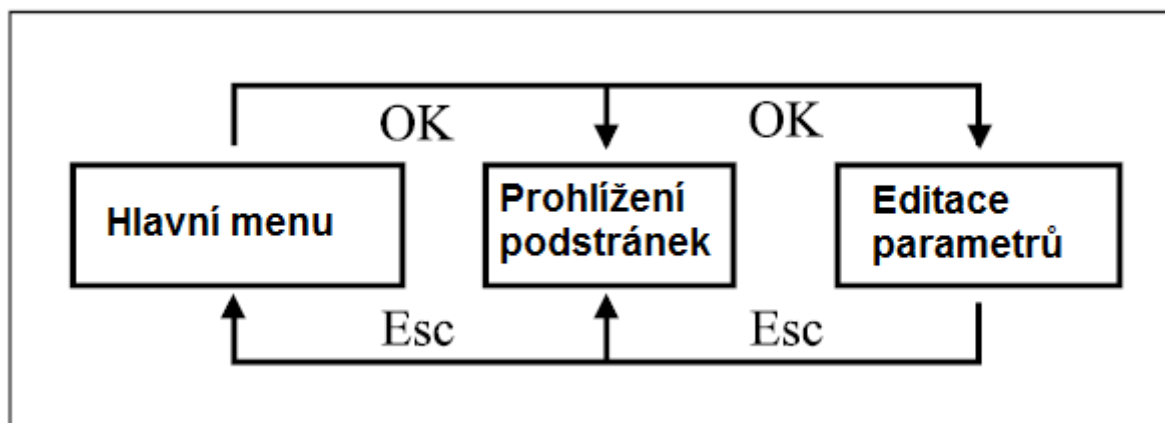 OK
OK
Hlavní menu
Prohlížení
podstránek
Editace
parametrů
Esc
Esc